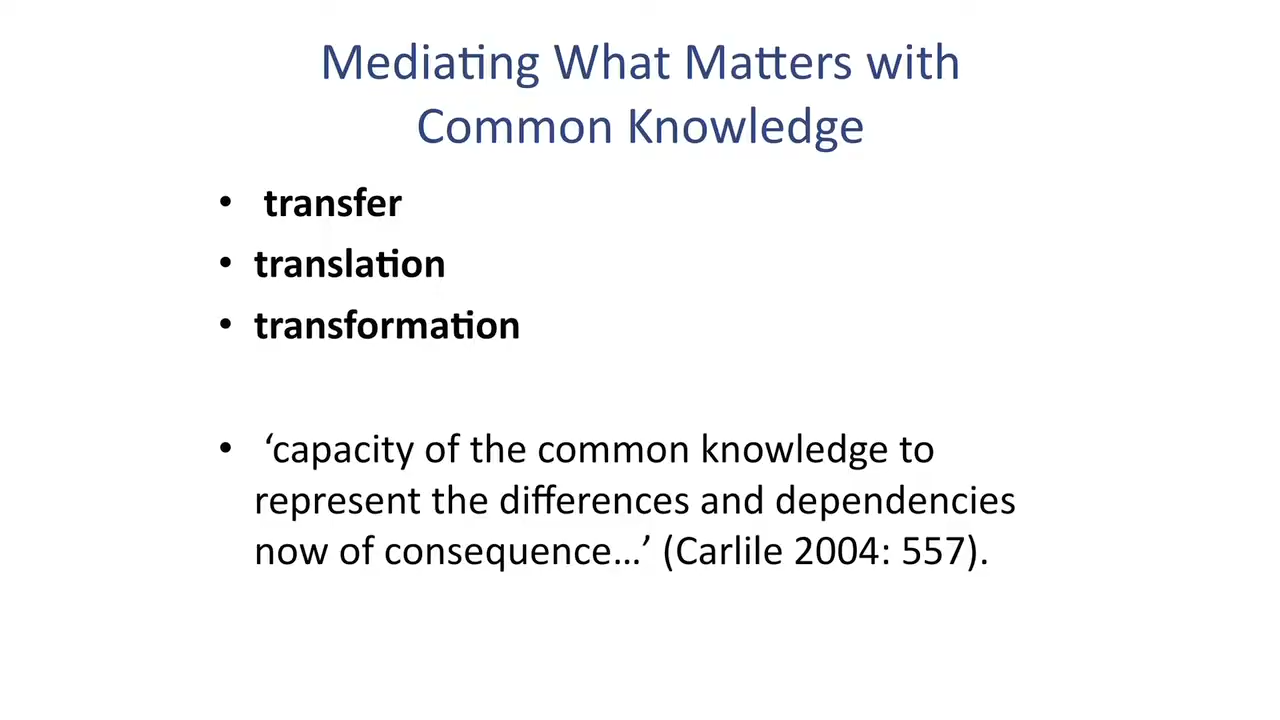 Mediating What Matters with
Common Knowledge
• transfer
• translation
• transformation
• ‘capacity of the common knowledge to
represent the differences and dependencies
now of consequence...’ (Carlile 2004: 557).